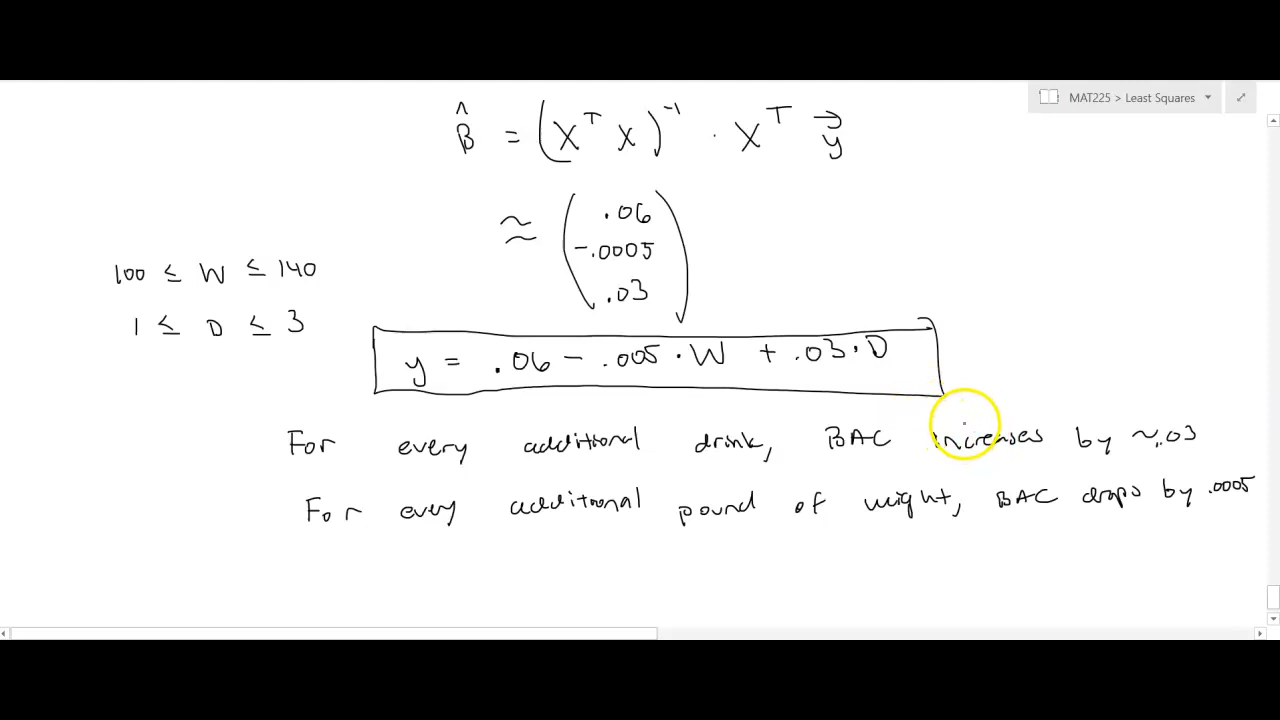 MAT225 > Least Squares
B̂ = (Xᵀ X)⁻¹ · Xᵀ y⃗
≈ ( .06
-.0005
.03 )
100 ≤ W ≤ 140
1 ≤ D ≤ 3
y = .06 - .005 · W + .03 · D
For every additional drink, BAC increases by ~.03
For every additional pound of weight, BAC drops by .0005